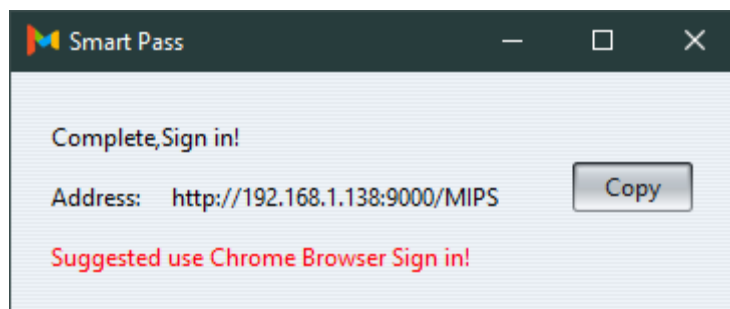 Smart Pass
Complete,Sign in!
Address: http://192.168.1.138:9000/MIPS
Copy
Suggested use Chrome Browser Sign in!